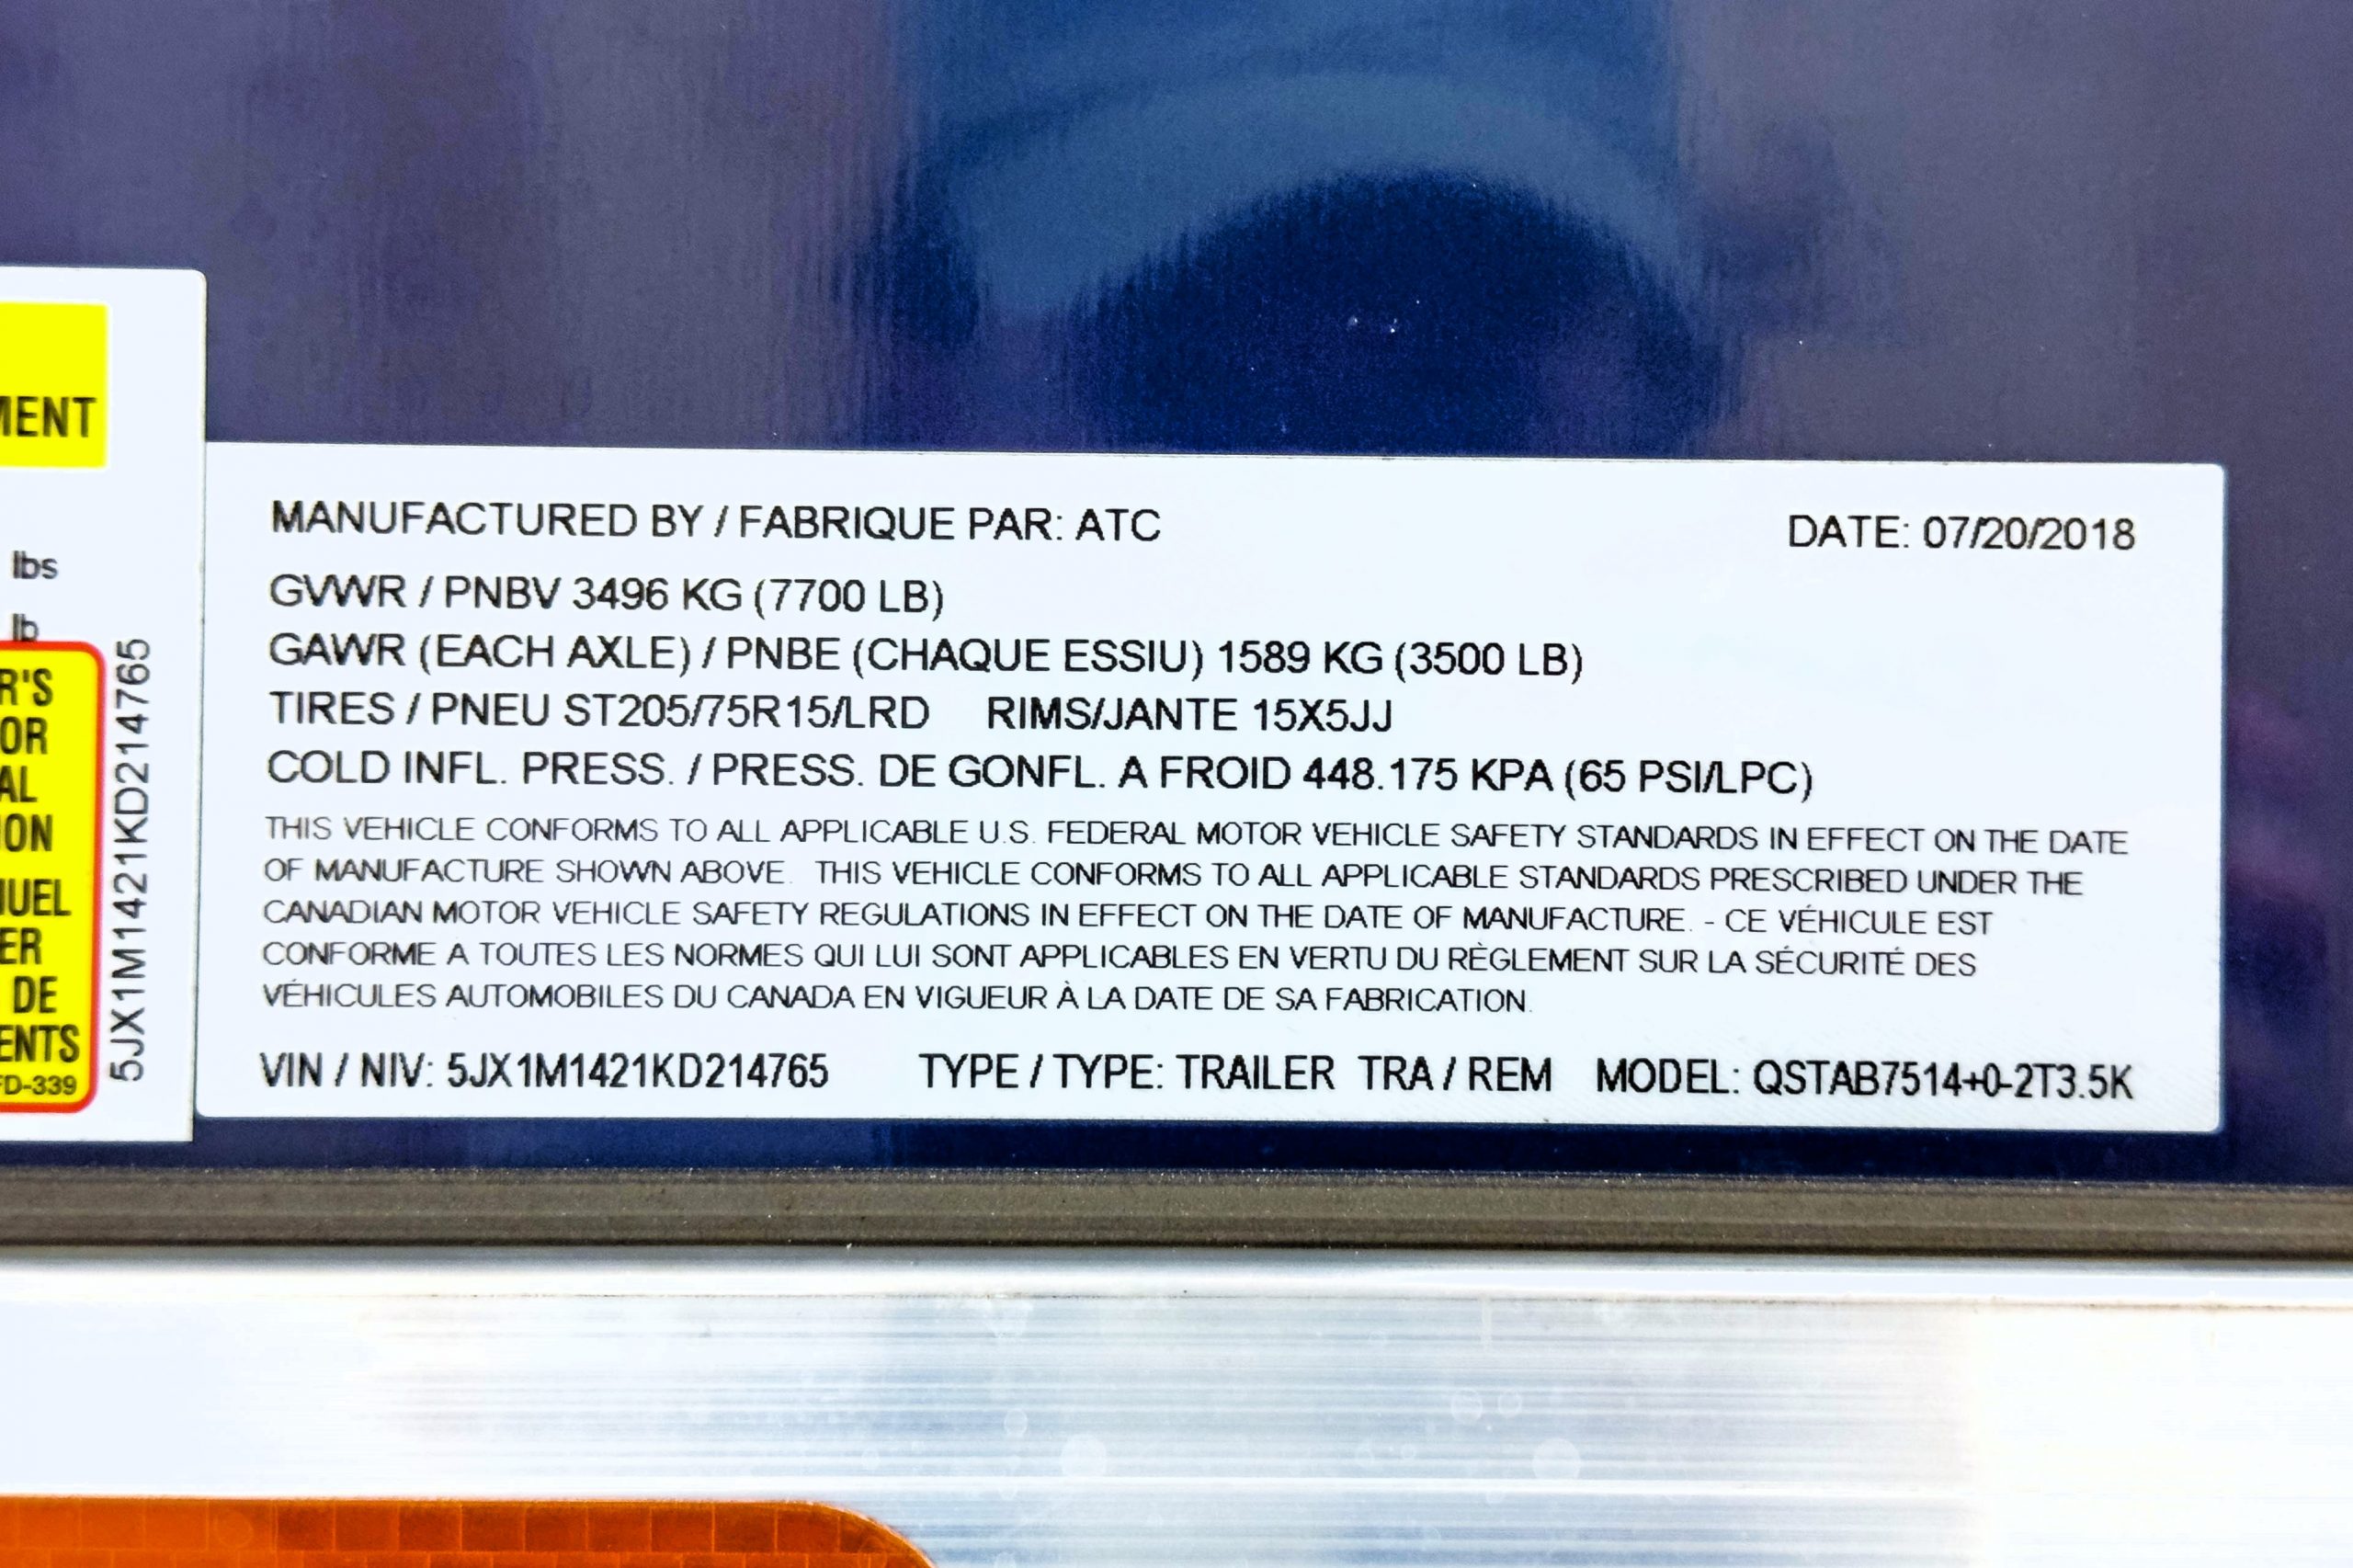 MENT
lbs
lb
R'S
OR
AL
ION
UEL
ER
DE
ENTS
FD-339
5JX1M1421KD214765
MANUFACTURED BY / FABRIQUE PAR: ATC DATE: 07/20/2018
GVWR / PNBV 3496 KG (7700 LB)
GAWR (EACH AXLE) / PNBE (CHAQUE ESSIU) 1589 KG (3500 LB)
TIRES / PNEU ST205/75R15/LRD RIMS/JANTE 15X5JJ
COLD INFL. PRESS. / PRESS. DE GONFL. A FROID 448.175 KPA (65 PSI/LPC)
THIS VEHICLE CONFORMS TO ALL APPLICABLE U.S. FEDERAL MOTOR VEHICLE SAFETY STANDARDS IN EFFECT ON THE DATE
OF MANUFACTURE SHOWN ABOVE. THIS VEHICLE CONFORMS TO ALL APPLICABLE STANDARDS PRESCRIBED UNDER THE
CANADIAN MOTOR VEHICLE SAFETY REGULATIONS IN EFFECT ON THE DATE OF MANUFACTURE. - CE VÉHICULE EST
CONFORME A TOUTES LES NORMES QUI LUI SONT APPLICABLES EN VERTU DU RÈGLEMENT SUR LA SÉCURITÉ DES
VÉHICULES AUTOMOBILES DU CANADA EN VIGUEUR À LA DATE DE SA FABRICATION.
VIN / NIV: 5JX1M1421KD214765 TYPE / TYPE: TRAILER TRA / REM MODEL: QSTAB7514+0-2T3.5K